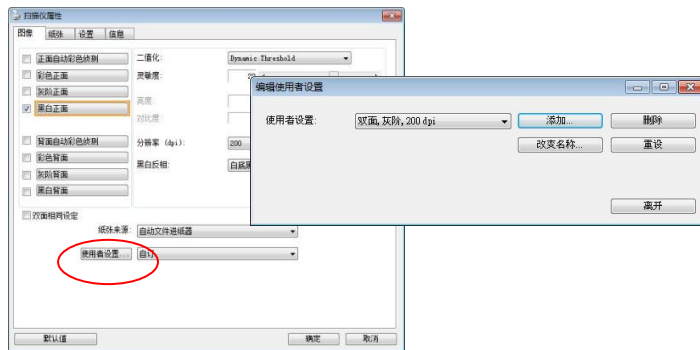 扫描仪属性
图像 纸张 设置 信息
正面自动彩色侦测
彩色正面
灰阶正面
黑白正面
背面自动彩色侦测
彩色背面
灰阶背面
黑白背面
二值化: Dynamic Threshold
灵敏度:
亮度:
对比度:
分辨率 (dpi): 200
黑白反相: 白底黑
双面相同设定
纸张来源: 自动文件进纸器
使用者设置... 自订
默认值 确定 取消
编辑使用者设置
使用者设置: 双面, 灰阶, 200 dpi 添加... 删除
改变名称... 重设
离开